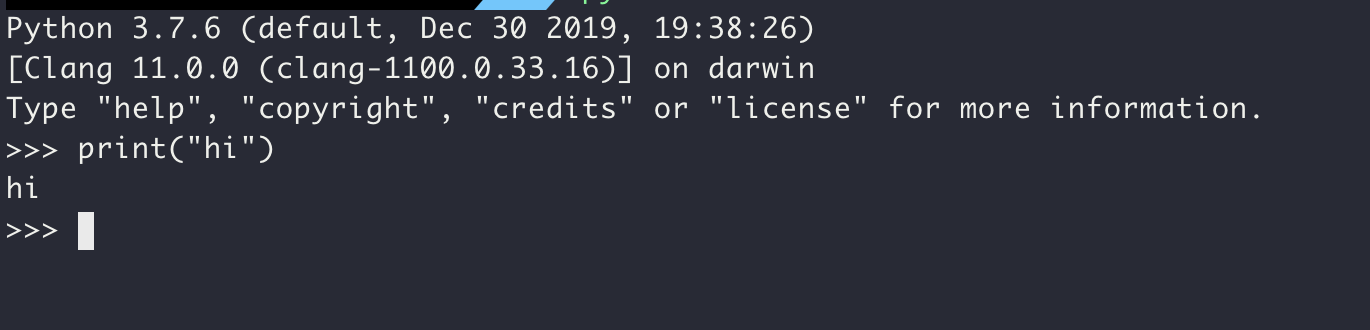 Python 3.7.6 (default, Dec 30 2019, 19:38:26)
[Clang 11.0.0 (clang-1100.0.33.16)] on darwin
Type "help", "copyright", "credits" or "license" for more information.
>>> print("hi")
hi
>>>